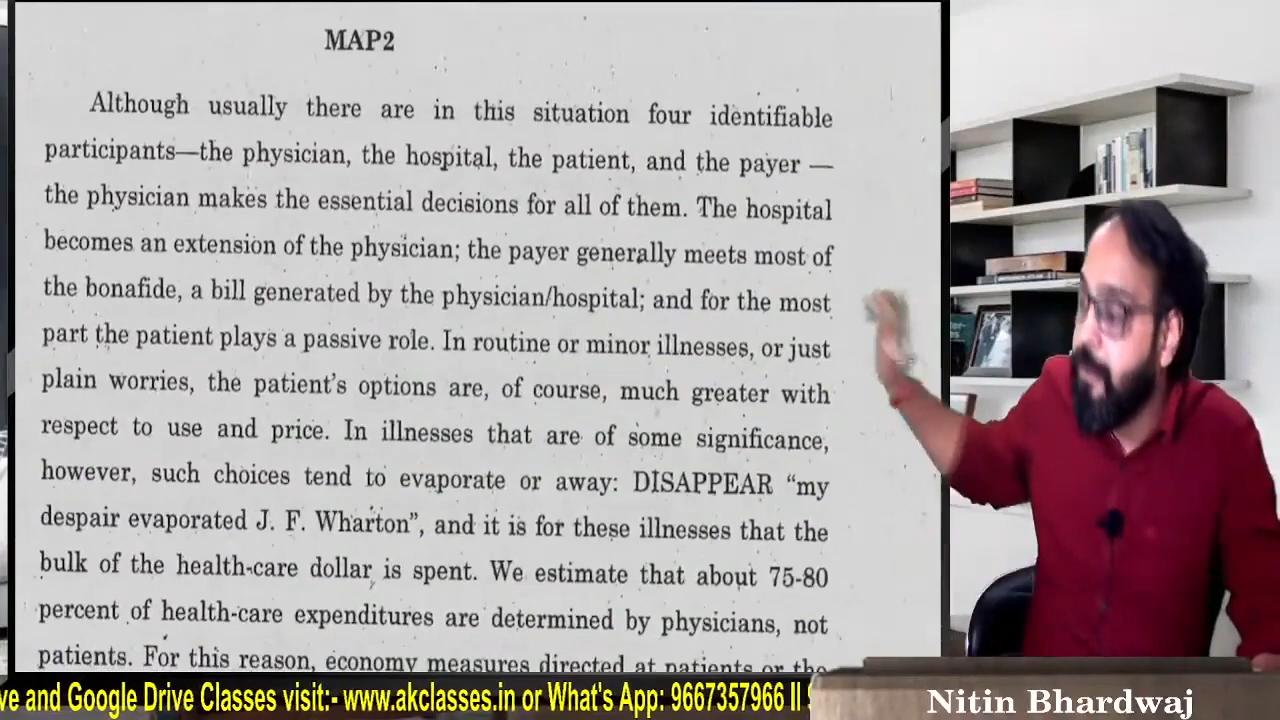 MAP2
Although usually there are in this situation four identifiable
participants—the physician, the hospital, the patient, and the payer —
the physician makes the essential decisions for all of them. The hospital
becomes an extension of the physician; the payer generally meets most of
the bonafide, a bill generated by the physician/hospital; and for the most
part the patient plays a passive role. In routine or minor illnesses, or just
plain worries, the patient's options are, of course, much greater with
respect to use and price. In illnesses that are of some significance,
however, such choices tend to evaporate or away: DISAPPEAR “my
despair evaporated J. F. Wharton”, and it is for these illnesses that the
bulk of the health-care dollar is spent. We estimate that about 75-80
percent of health-care expenditures are determined by physicians, not
patients. For this reason, economy measures directed at patients or the
ve and Google Drive Classes visit:- www.akclasses.in or What's App: 9667357966 ||
Nitin Bhardwaj